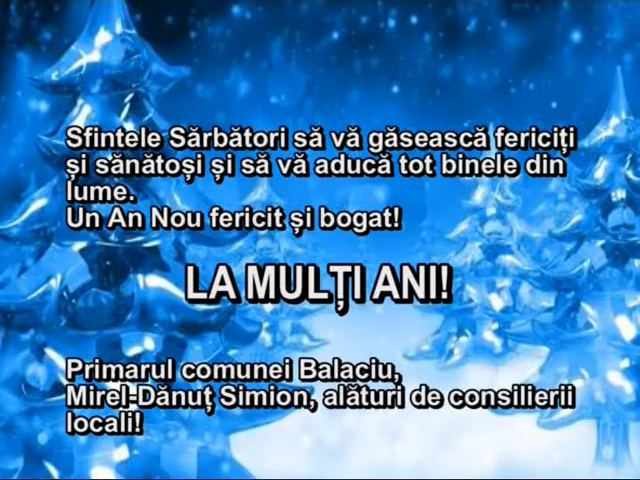 Sfintele Sărbători să vă găsească fericiți
și sănătoși și să vă aducă tot binele din
lume.
Un An Nou fericit și bogat!
LA MULȚI ANI!
Primarul comunei Balaciu,
Mirel-Dănuț Simion, alături de consilierii
locali!